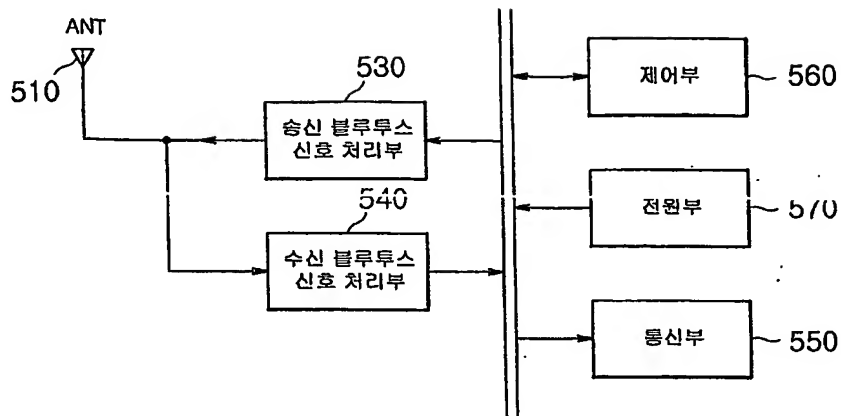 ANT
510
530
송신 블루투스
신호 처리부
540
수신 블루투스
신호 처리부
제어부
560
전원부
570
통신부
550